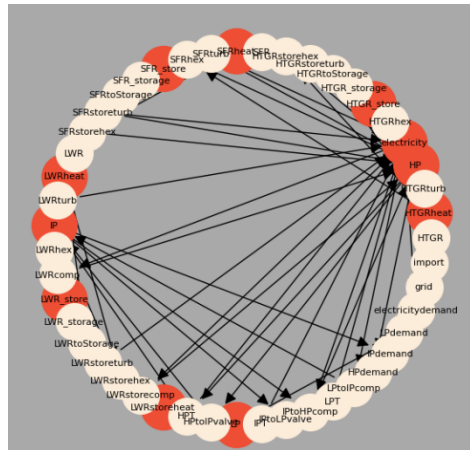 SFRheat
SFR
SFRturb
HTGRstorehex
SFRhex
HTGRstoreturb
SFR_store
HTGRtoStorage
SFR_storage
HTGR_storage
SFRtoStorage
HTGR_store
SFRstoreturb
HTGRhex
SFRstorehex
electricity
LWR
HP
LWRheat
HTGRturb
LWRturb
HTGRheat
IP
HTGR
LWRhex
import
LWRcomp
grid
LWR_store
electricitydemand
LWR_storage
LPdemand
LWRtoStorage
IPdemand
LWRstoreturb
HPdemand
LWRstorehex
LPtoIPcomp
LWRstorecomp
LPT
LWRstoreheat
IPtoHPcomp
HPT
IPtoLPvalve
HPtoIPvalve
IPT